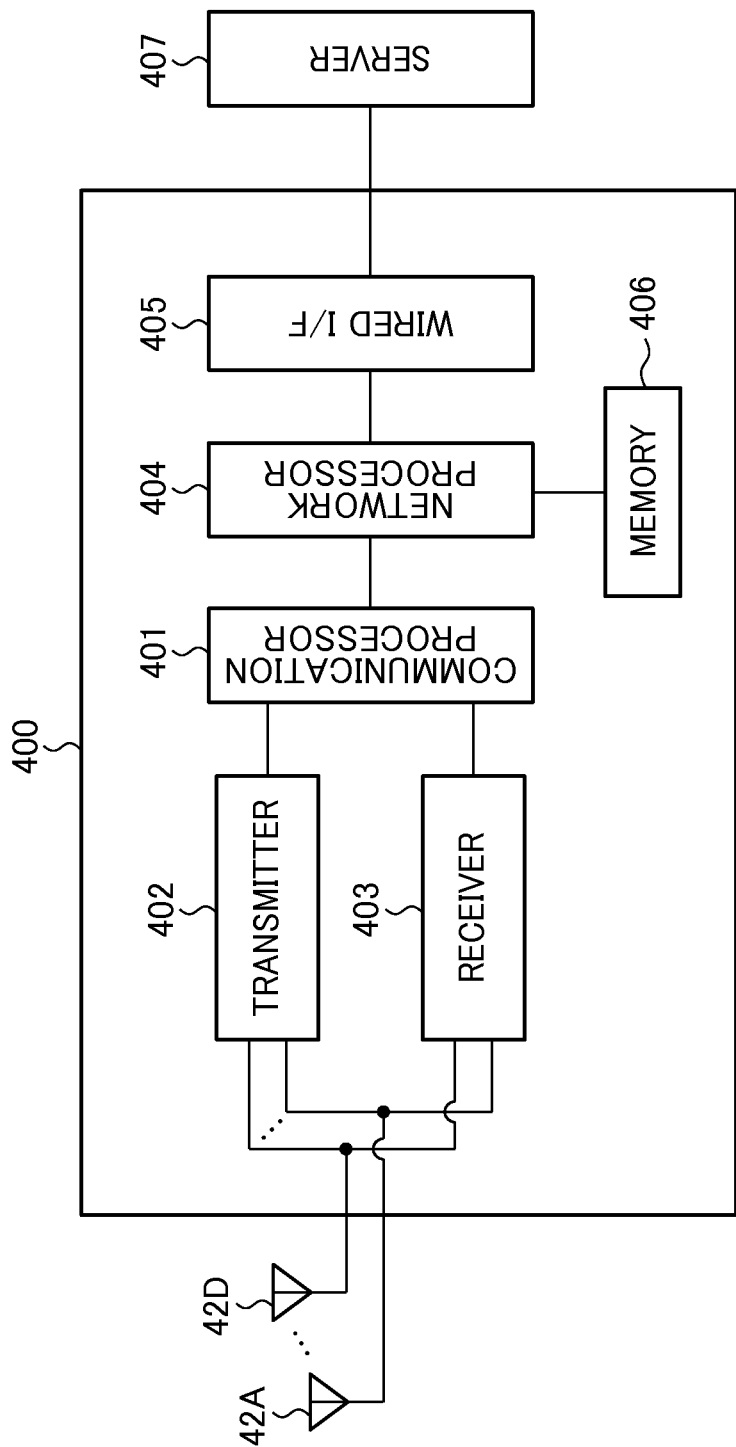 400
42A
42D
402
TRANSMITTER
403
RECEIVER
401
COMMUNICATION
PROCESSOR
404
NETWORK
PROCESSOR
405
WIRED I/F
MEMORY
406
407
SERVER